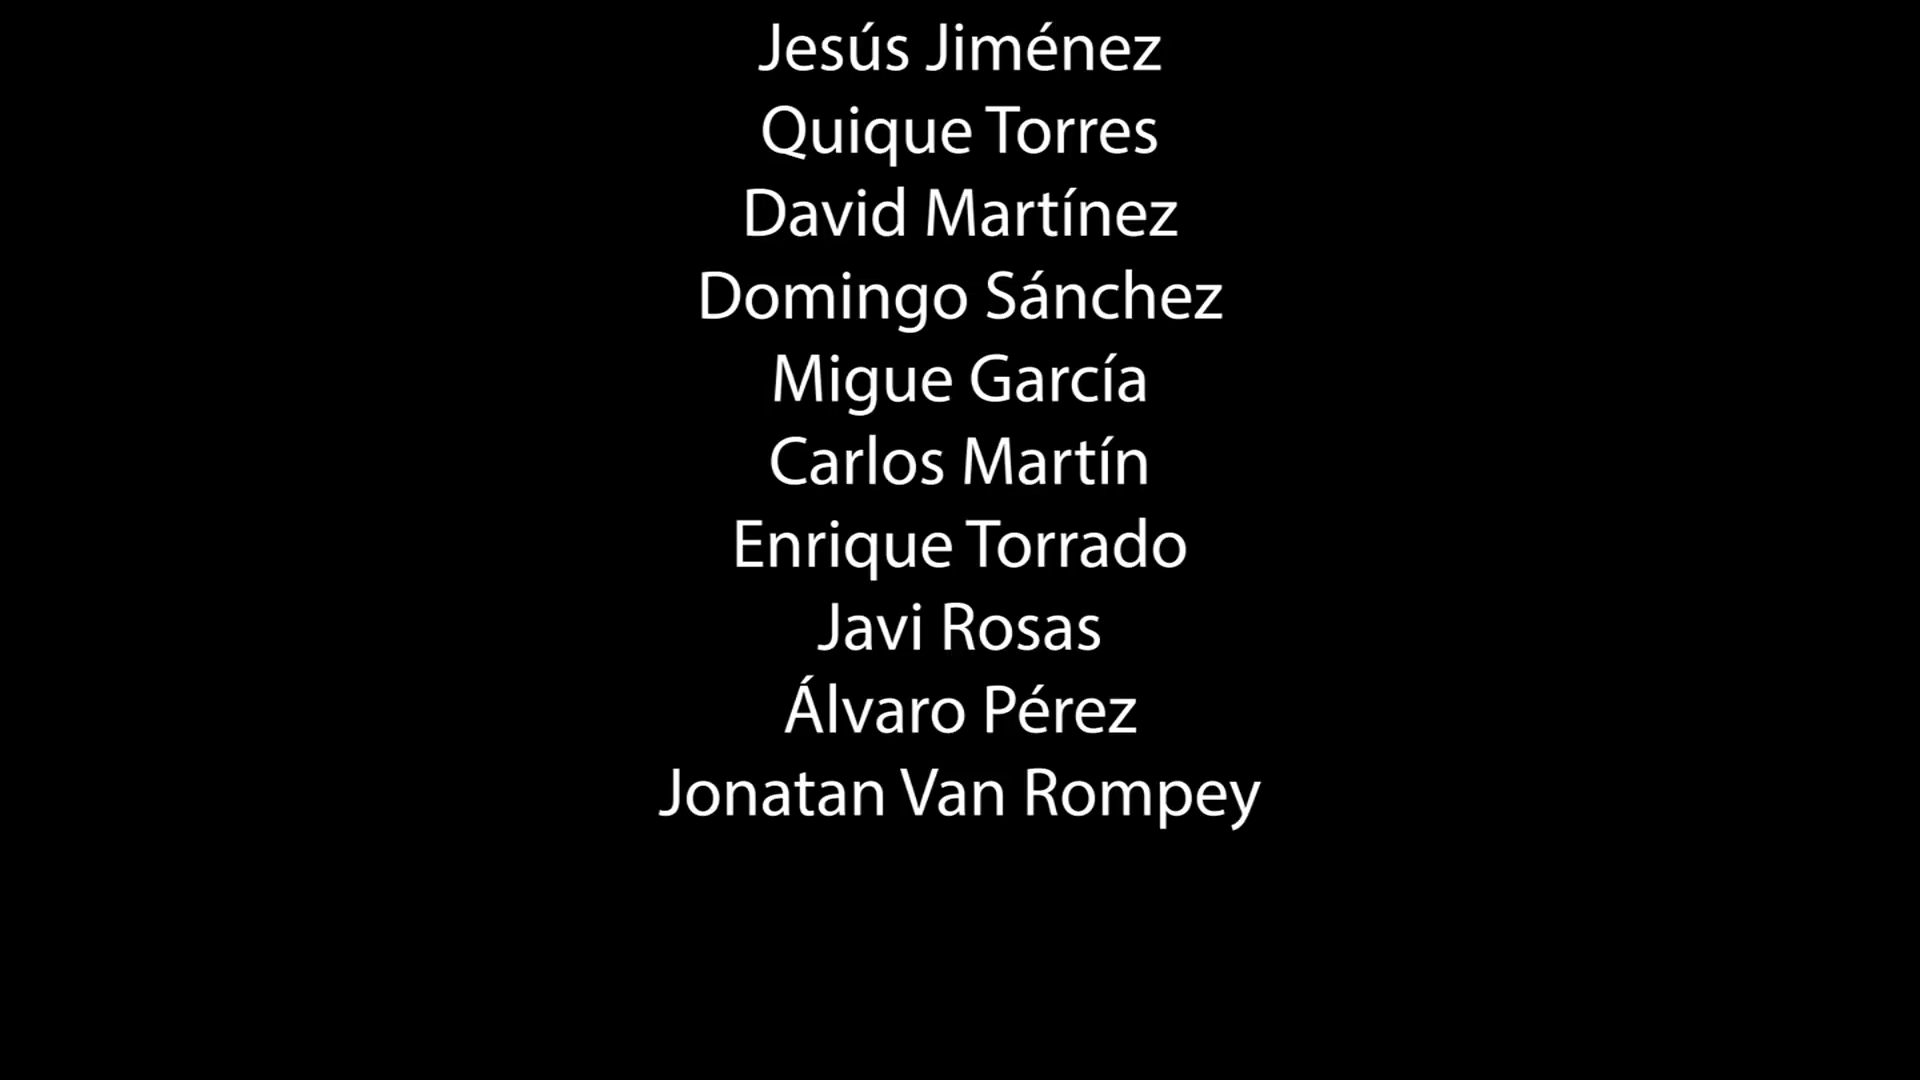 Jesús Jiménez
Quique Torres
David Martínez
Domingo Sánchez
Migue García
Carlos Martín
Enrique Torrado
Javi Rosas
Álvaro Pérez
Jonatan Van Rompey